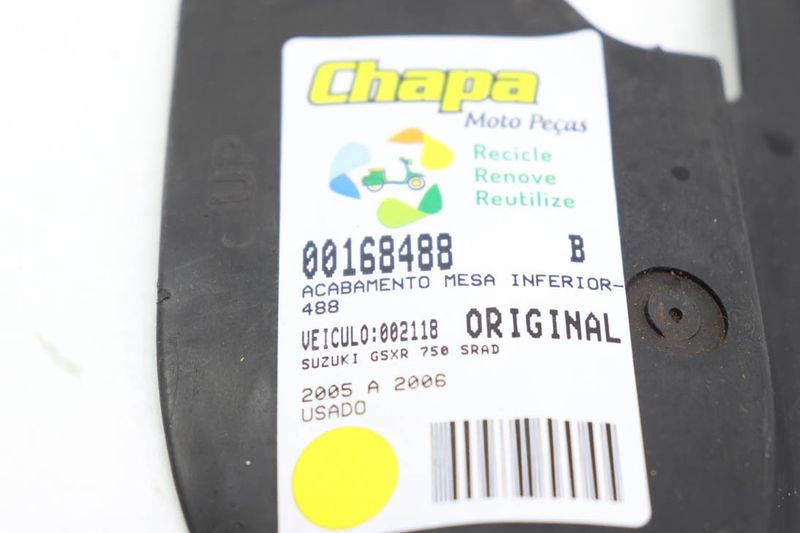 Chapa
Moto Peças
Recicle
Renove
Reutilize
00168488 B
ACABAMENTO MESA INFERIOR-
488
VEICULO:002118 ORIGINAL
SUZUKI GSXR 750 SRAD
2005 A 2006
USADO
UP